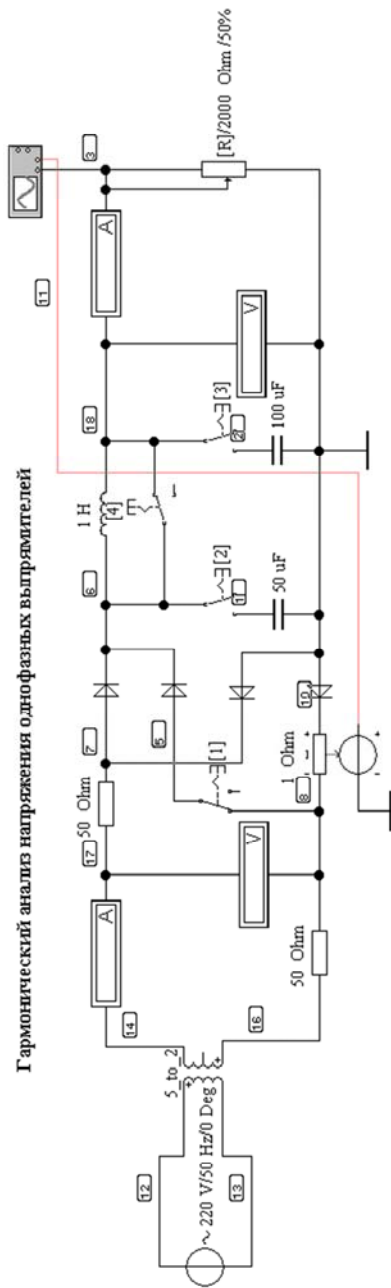 Гармонический анализ напряжения однофазных выпрямителей
12
~ 220 V/50 Hz/0 Deg
13
5_to_2
14
16
A
V
50 Ohm
17
50 Ohm
7
8
[1]
1 Ohm
5
10
6
[2]
17
50 uF
1 H
[4]
18
[3]
2
100 uF
V
A
11
3
[R]/2000 Ohm /50%